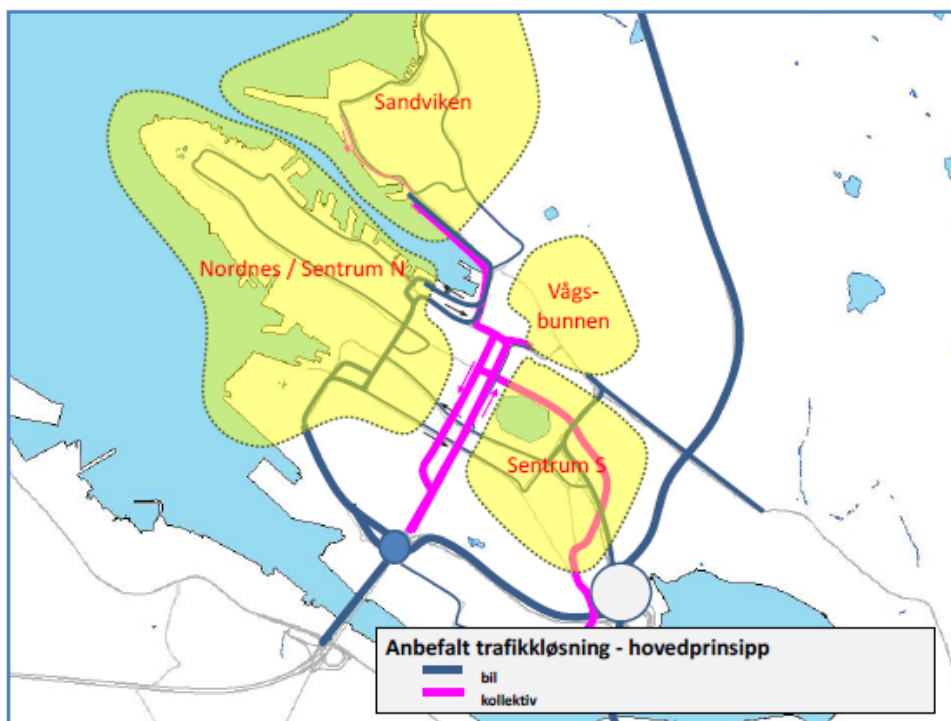 Sandviken
Nordnes / Sentrum N
Vågs-
bunnen
Sentrum S
Anbefalt trafikkløsning - hovedprinsipp
bil
kollektiv